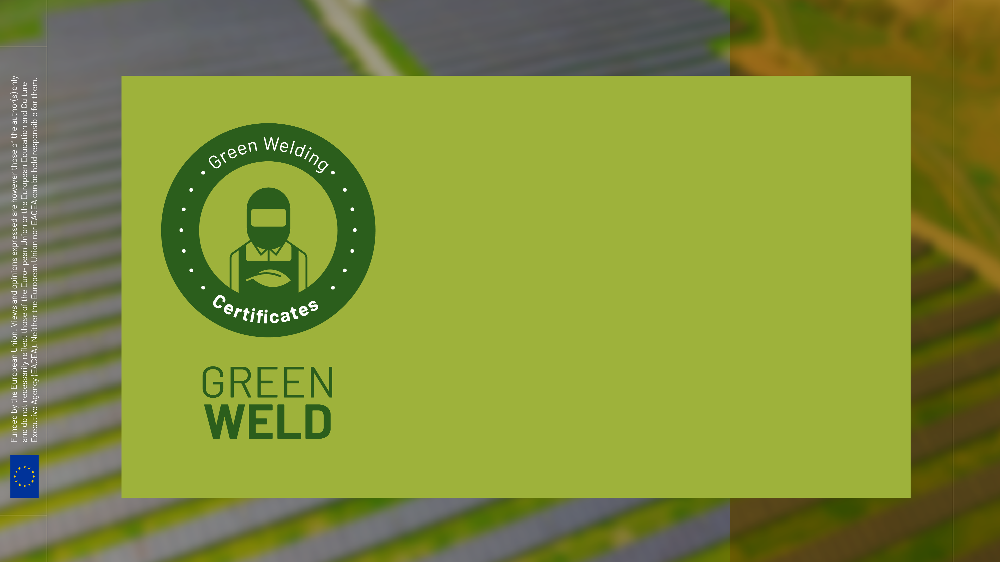 Funded by the European Union. Views and opinions expressed are however those of the author(s) only
and do not necessarily reflect those of the Euro- pean Union or the European Education and Culture
Executive Agency (EACEA). Neither the European Union nor EACEA can be held responsible for them.
Green Welding
Certificates
GREEN
WELD